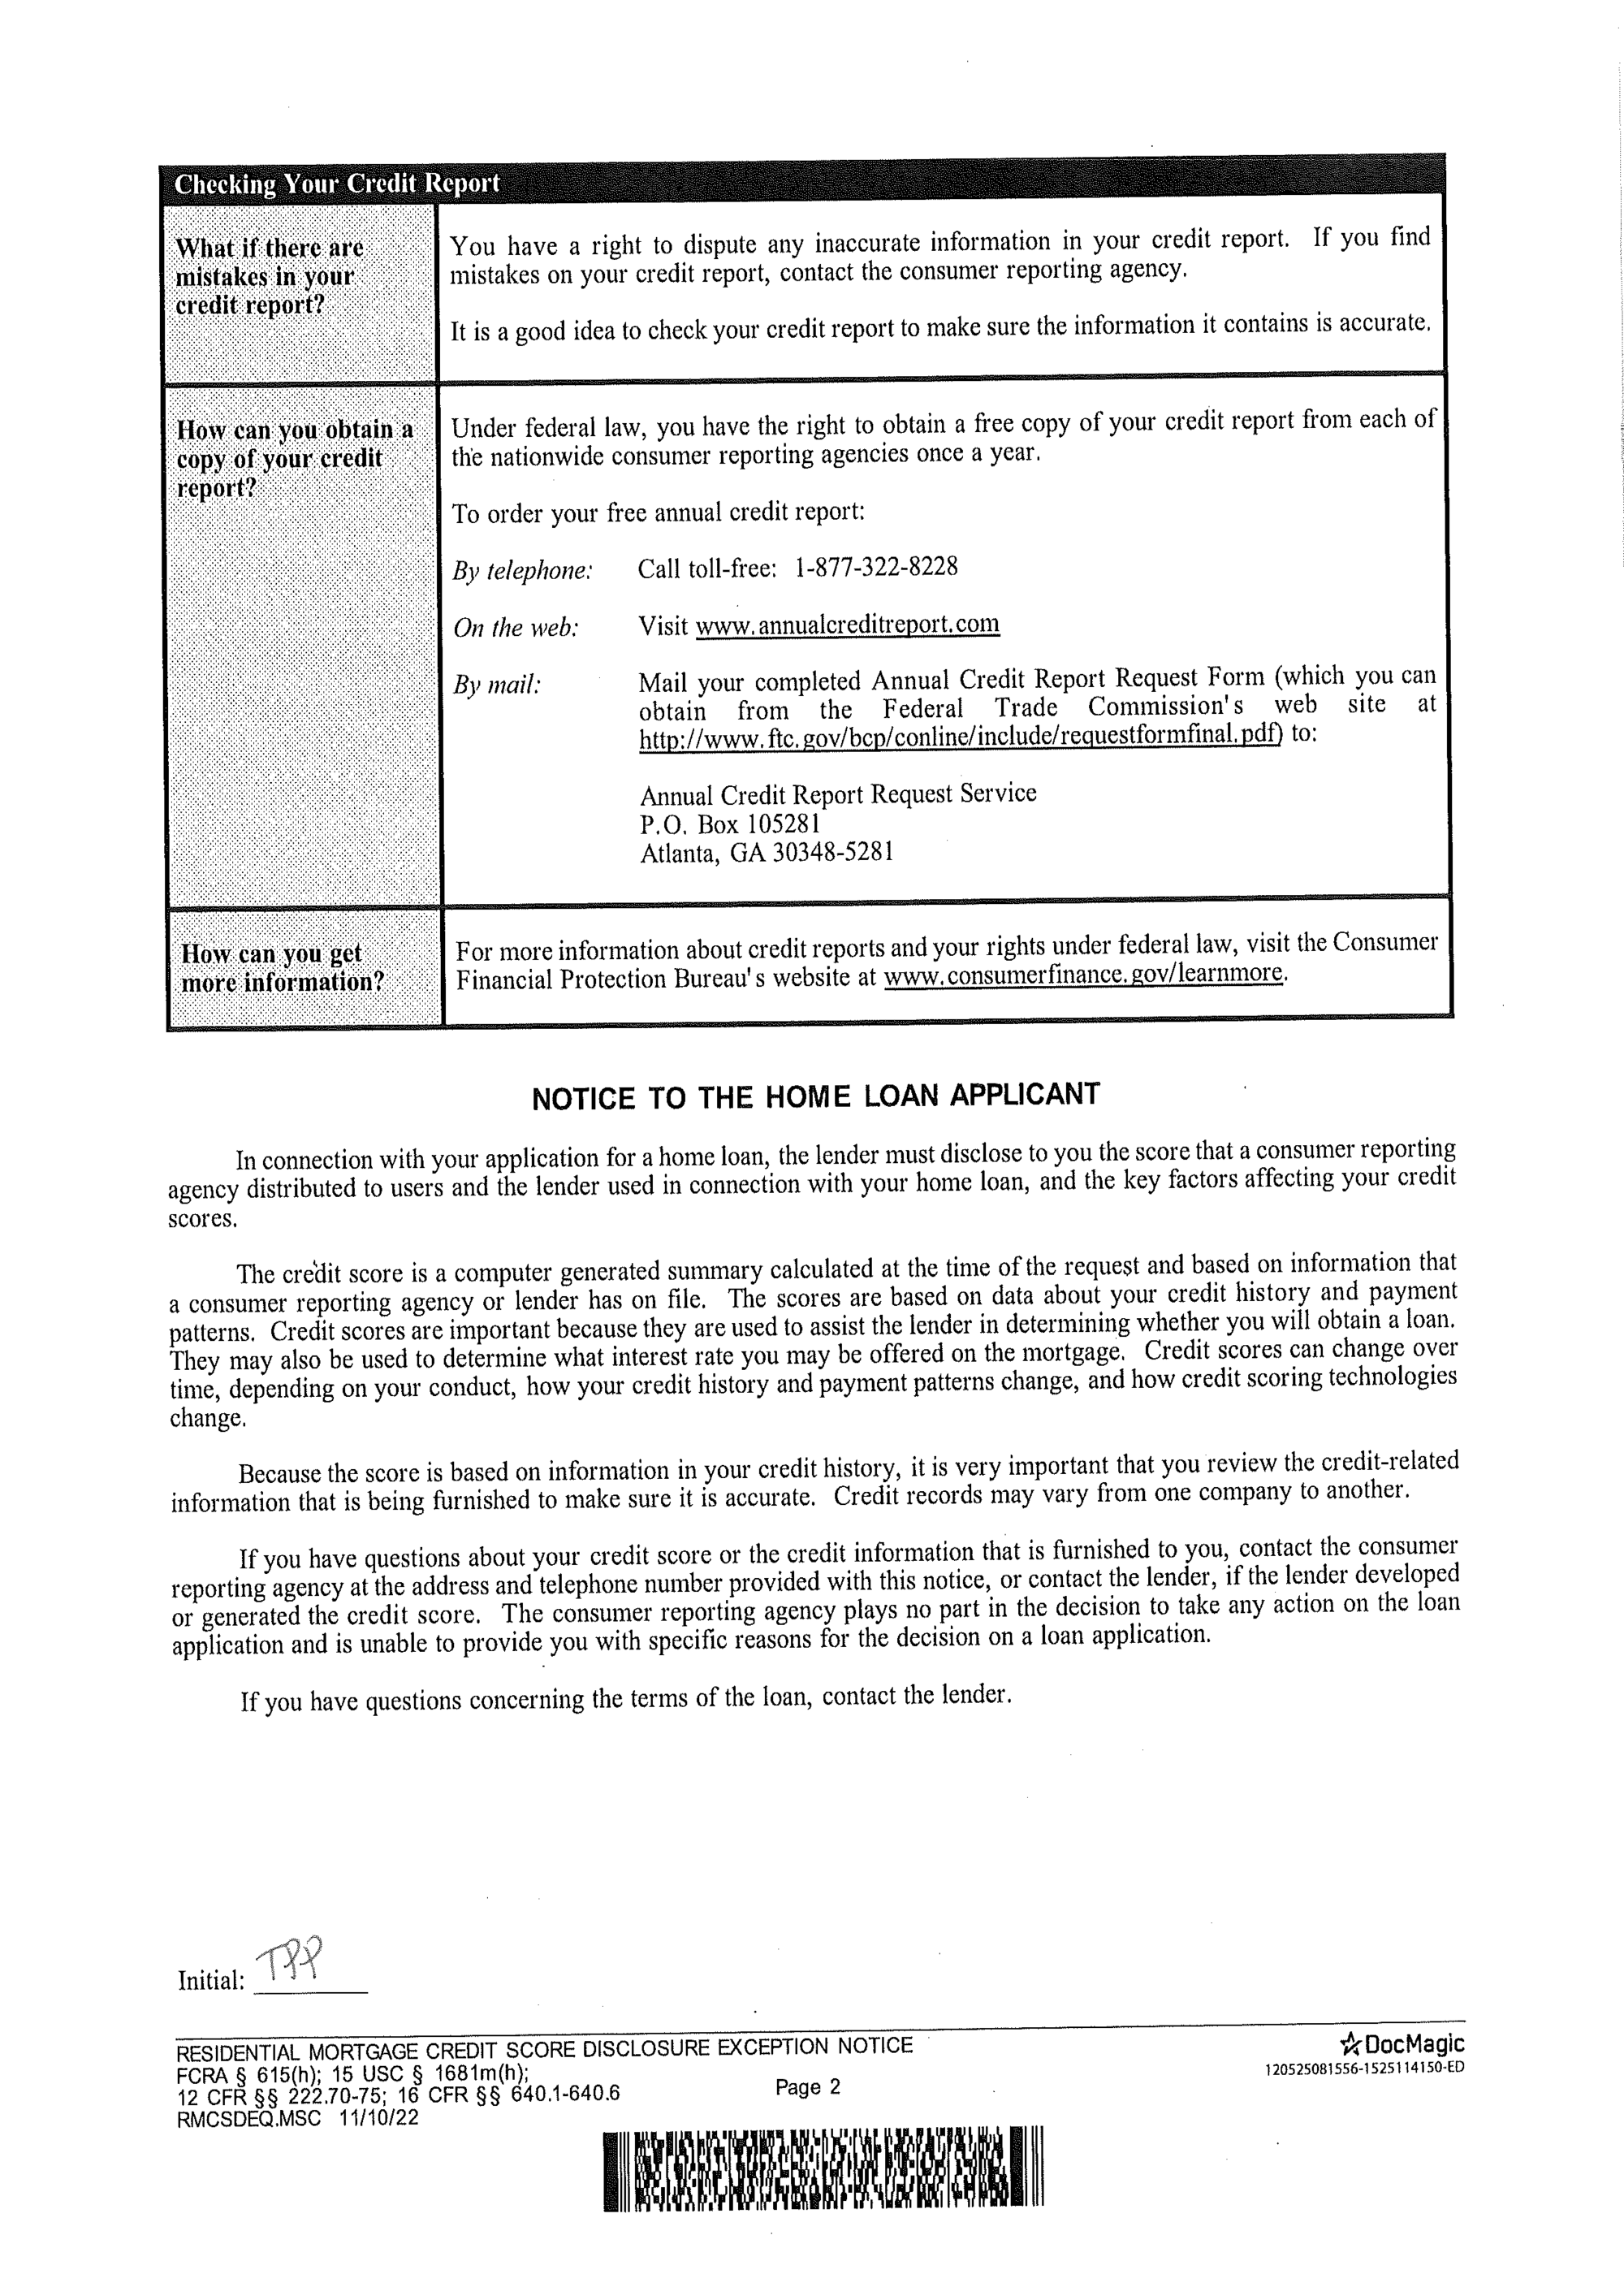 Checking Your Credit Report
What if there are
mistakes in your
credit report?
You have a right to dispute any inaccurate information in your credit report. If you find
mistakes on your credit report, contact the consumer reporting agency.
It is a good idea to check your credit report to make sure the information it contains is accurate.
How can you obtain a
copy of your credit
report?
Under federal law, you have the right to obtain a free copy of your credit report from each of
the nationwide consumer reporting agencies once a year.
To order your free annual credit report:
By telephone: Call toll-free: 1-877-322-8228
On the web: Visit www.annualcreditreport.com
By mail: Mail your completed Annual Credit Report Request Form (which you can
obtain from the Federal Trade Commission's web site at
http://www.ftc.gov/bcp/conline/include/requestformfinal.pdf) to:
Annual Credit Report Request Service
P.O. Box 105281
Atlanta, GA 30348-5281
How can you get
more information?
For more information about credit reports and your rights under federal law, visit the Consumer
Financial Protection Bureau's website at www.consumerfinance.gov/learnmore.
NOTICE TO THE HOME LOAN APPLICANT
In connection with your application for a home loan, the lender must disclose to you the score that a consumer reporting
agency distributed to users and the lender used in connection with your home loan, and the key factors affecting your credit
scores.
The credit score is a computer generated summary calculated at the time of the request and based on information that
a consumer reporting agency or lender has on file. The scores are based on data about your credit history and payment
patterns. Credit scores are important because they are used to assist the lender in determining whether you will obtain a loan.
They may also be used to determine what interest rate you may be offered on the mortgage. Credit scores can change over
time, depending on your conduct, how your credit history and payment patterns change, and how credit scoring technologies
change.
Because the score is based on information in your credit history, it is very important that you review the credit-related
information that is being furnished to make sure it is accurate. Credit records may vary from one company to another.
If you have questions about your credit score or the credit information that is furnished to you, contact the consumer
reporting agency at the address and telephone number provided with this notice, or contact the lender, if the lender developed
or generated the credit score. The consumer reporting agency plays no part in the decision to take any action on the loan
application and is unable to provide you with specific reasons for the decision on a loan application.
If you have questions concerning the terms of the loan, contact the lender.
Initial: TPP
RESIDENTIAL MORTGAGE CREDIT SCORE DISCLOSURE EXCEPTION NOTICE
FCRA § 615(h); 15 USC § 1681m(h);
12 CFR §§ 222.70-75; 16 CFR §§ 640.1-640.6
RMCSDEQ.MSC 11/10/22
Page 2
DocMagic
120525081556-1525114150-ED